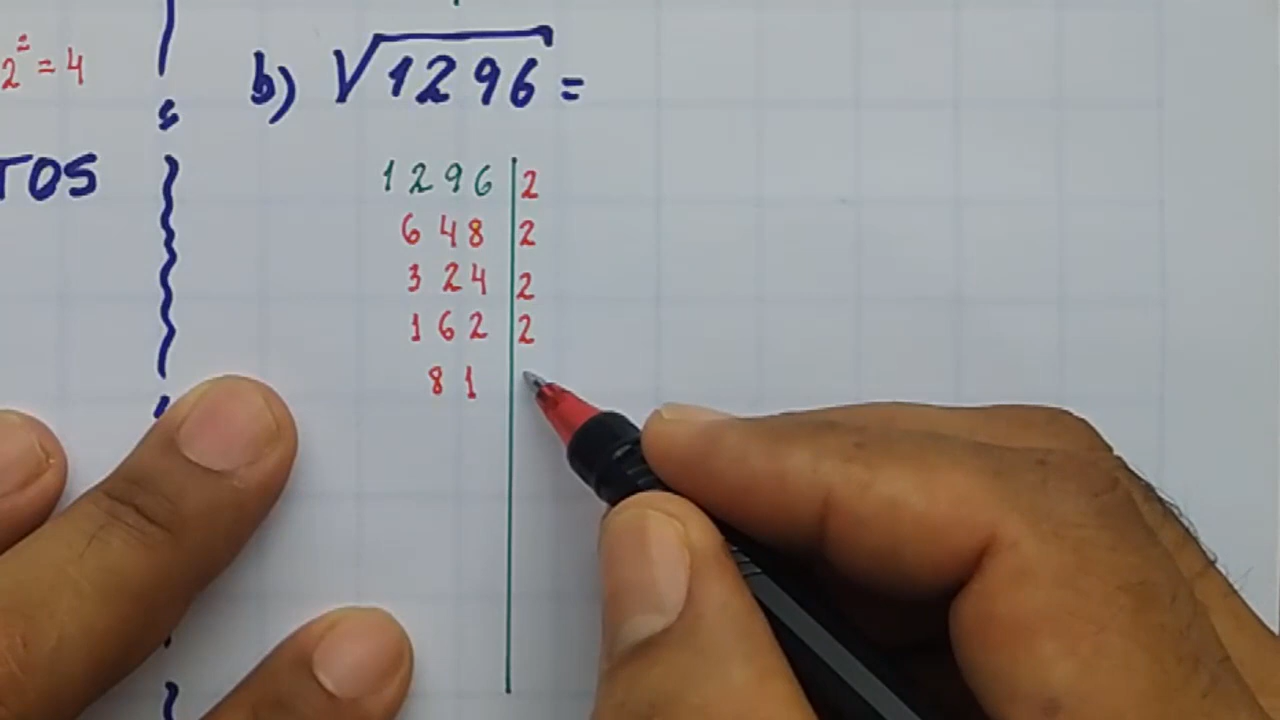 2² = 4
TOS
b) √1296 =
1296 | 2
648 | 2
324 | 2
162 | 2
81